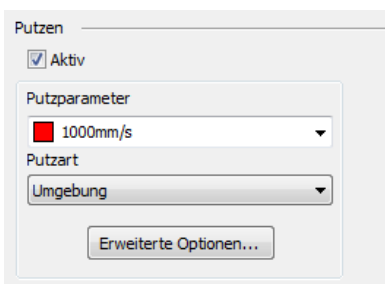 Putzen
Aktiv
Putzparameter
1000mm/s
Putzart
Umgebung
Erweiterte Optionen...